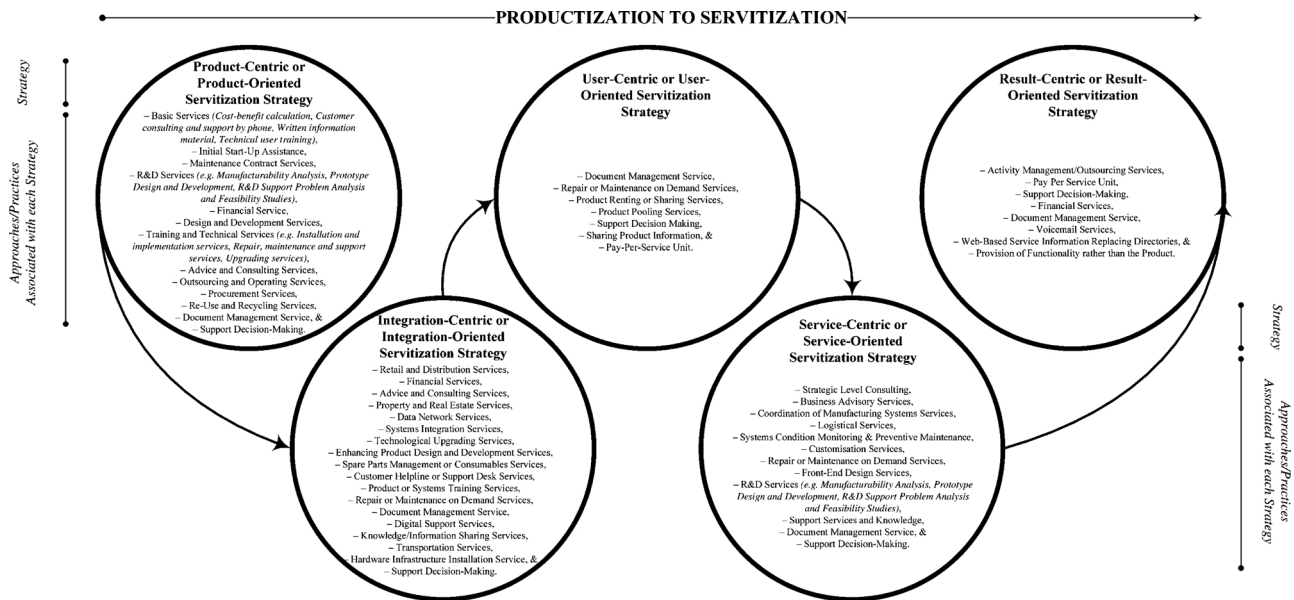 PRODUCTIZATION TO SERVITIZATION
Strategy
Approaches/Practices
Associated with each Strategy
Product-Centric or
Product-Oriented
Servitization Strategy
– Basic Services (Cost-benefit calculation, Customer
consulting and support by phone, Written information
material, Technical user training),
– Initial Start-Up Assistance,
– Maintenance Contract Services,
– R&D Services (e.g. Manufacturability Analysis, Prototype
Design and Development, R&D Support Problem Analysis
and Feasibility Studies),
– Financial Service,
– Design and Development Services,
– Training and Technical Services (e.g. Installation and
implementation services, Repair, maintenance and support
services, Upgrading services),
– Advice and Consulting Services,
– Outsourcing and Operating Services,
– Procurement Services,
– Re-Use and Recycling Services,
– Document Management Service, &
– Support Decision-Making.
Integration-Centric or
Integration-Oriented
Servitization Strategy
– Retail and Distribution Services,
– Financial Services,
– Advice and Consulting Services,
– Property and Real Estate Services,
– Data Network Services,
– Systems Integration Services,
– Technological Upgrading Services,
– Enhancing Product Design and Development Services,
– Spare Parts Management or Consumables Services,
– Customer Helpline or Support Desk Services,
– Product or Systems Training Services,
– Repair or Maintenance on Demand Services,
– Document Management Service,
– Digital Support Services,
– Knowledge/Information Sharing Services,
– Transportation Services,
– Hardware Infrastructure Installation Service, &
– Support Decision-Making.
User-Centric or User-
Oriented Servitization
Strategy
– Document Management Service,
– Repair or Maintenance on Demand Services,
– Product Renting or Sharing Services,
– Product Pooling Services,
– Support Decision Making,
– Sharing Product Information, &
– Pay-Per-Service Unit.
Service-Centric or
Service-Oriented
Servitization Strategy
– Strategic Level Consulting,
– Business Advisory Services,
– Coordination of Manufacturing Systems Services,
– Logistical Services,
– Systems Condition Monitoring & Preventive Maintenance,
– Customisation Services,
– Repair or Maintenance on Demand Services,
– Front-End Design Services,
– R&D Services (e.g. Manufacturability Analysis, Prototype
Design and Development, R&D Support Problem Analysis
and Feasibility Studies),
– Support Services and Knowledge,
– Document Management Service, &
– Support Decision-Making.
Result-Centric or Result-
Oriented Servitization
Strategy
– Activity Management/Outsourcing Services,
– Pay Per Service Unit,
– Support Decision-Making,
– Financial Services,
– Document Management Service,
– Voicemail Services,
– Web-Based Service Information Replacing Directories, &
– Provision of Functionality rather than the Product.
Strategy
Approaches/Practices
Associated with each Strategy